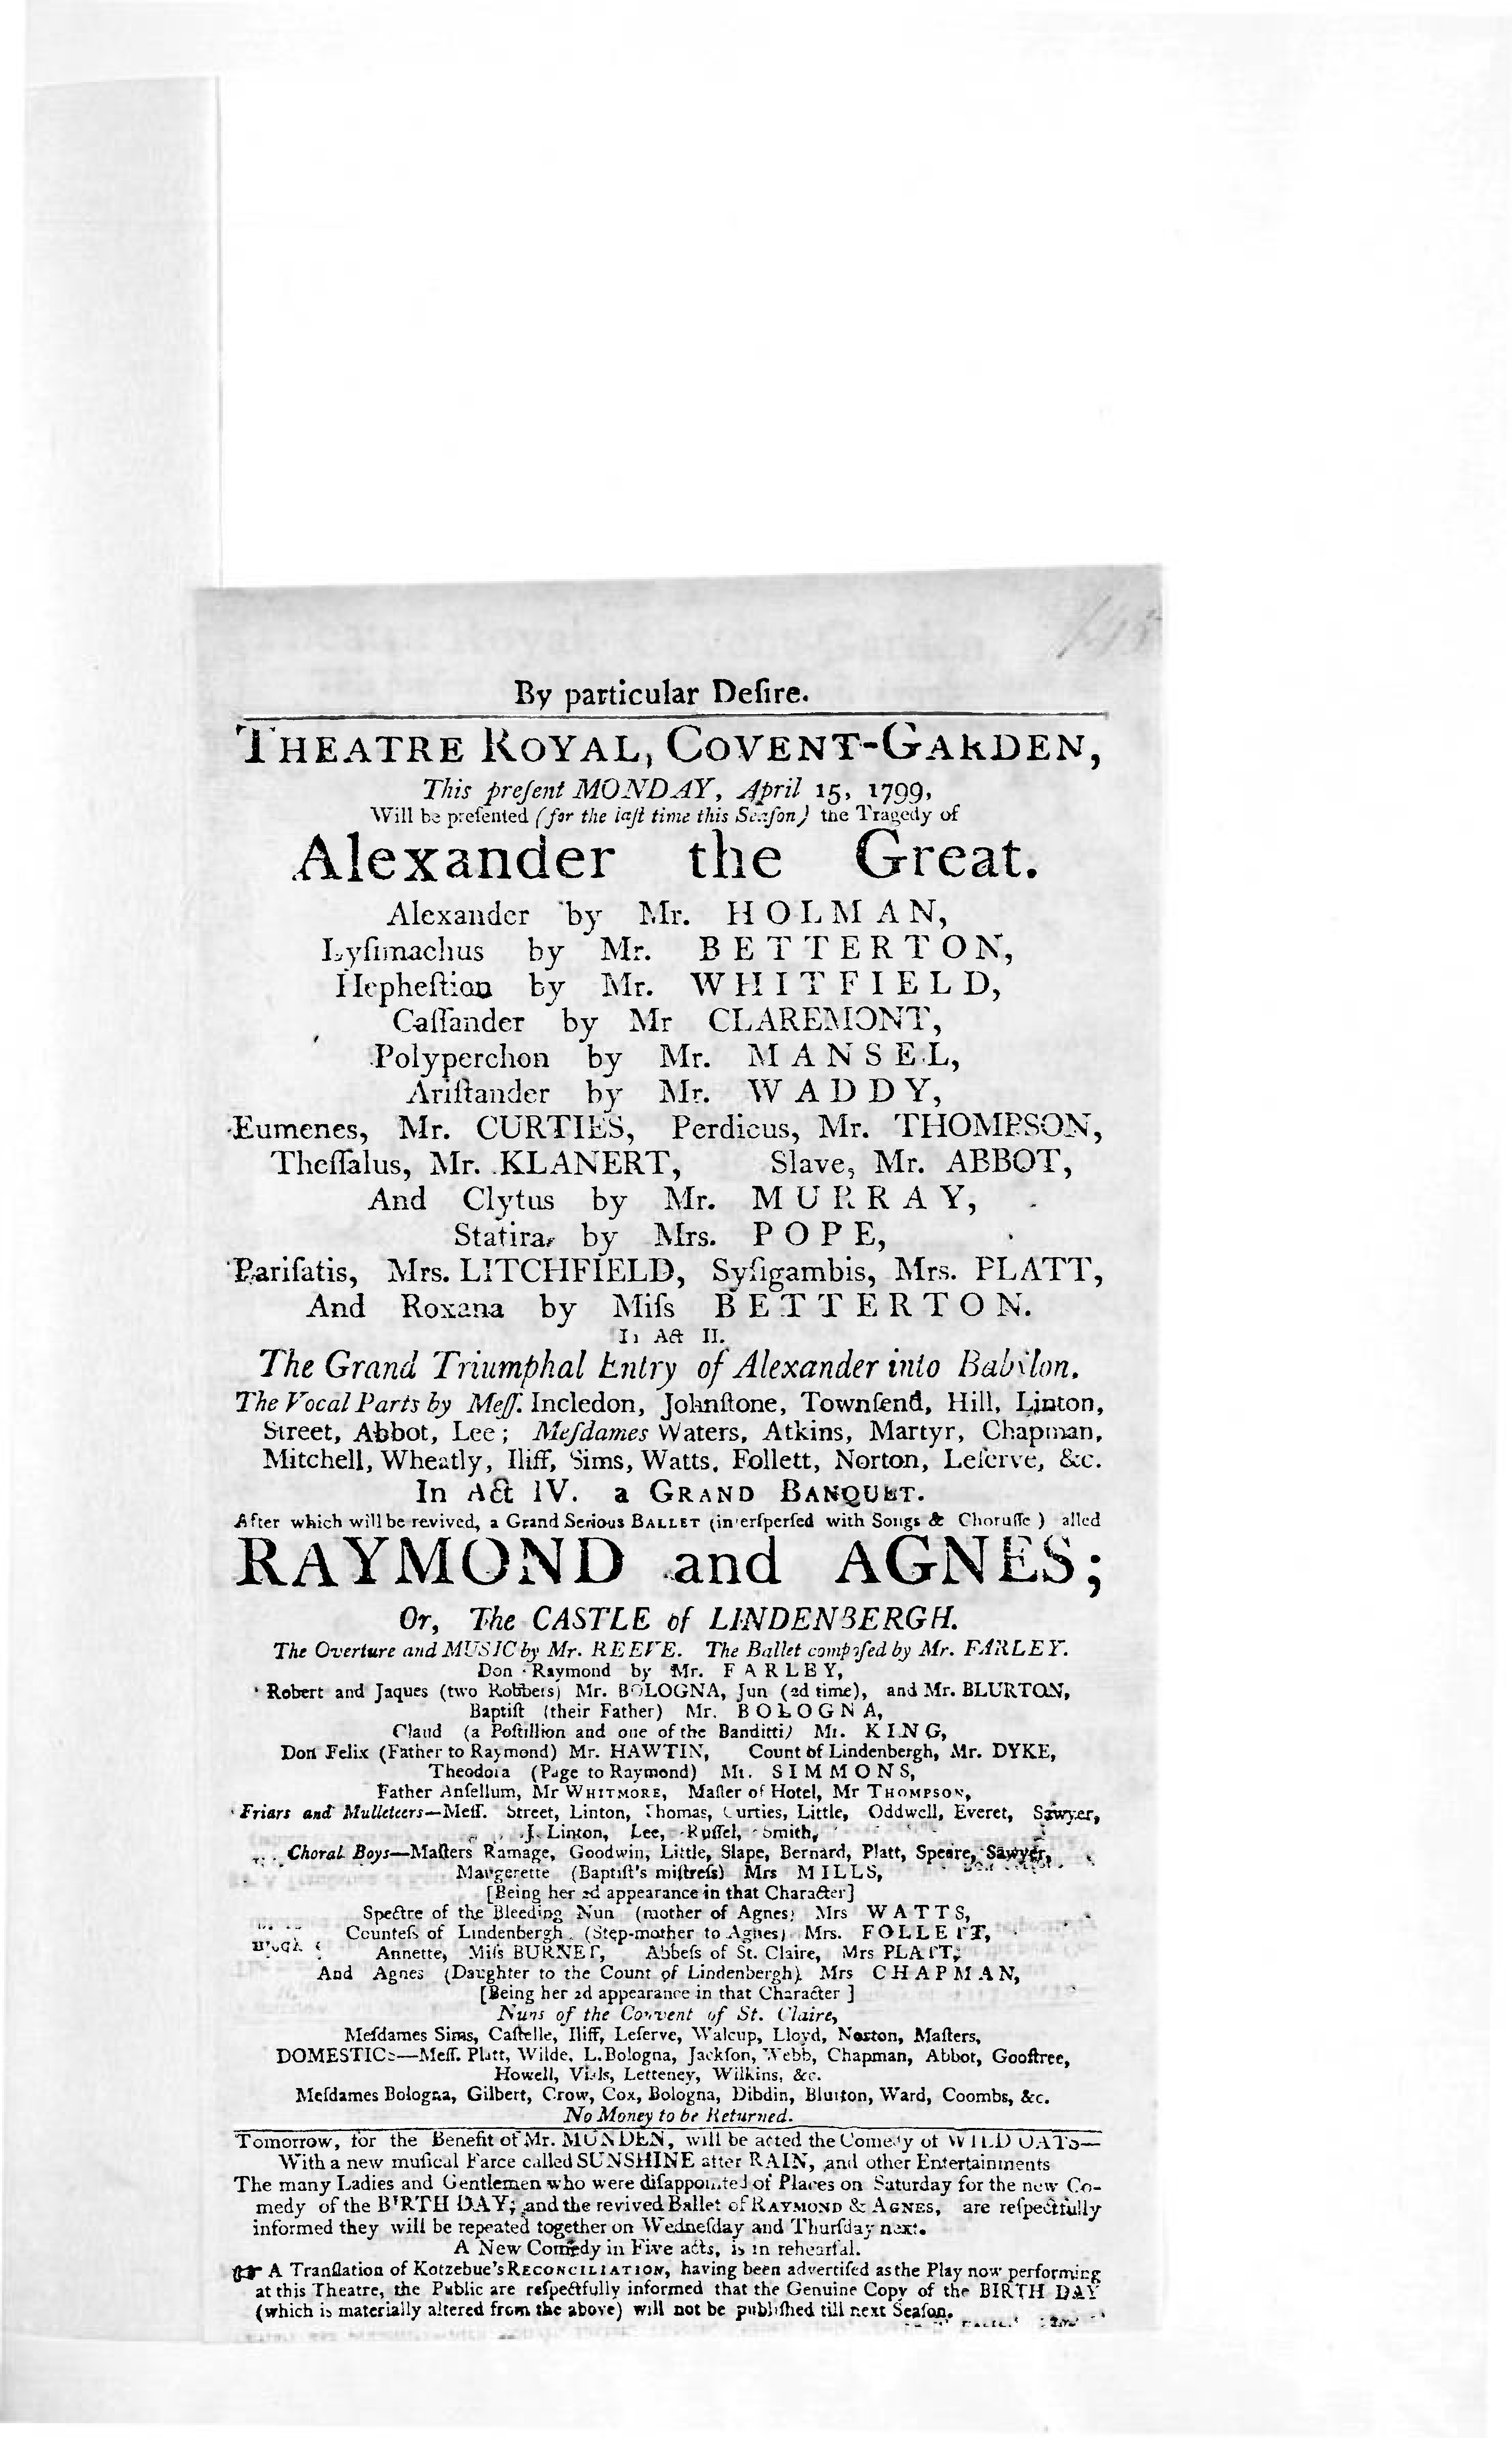 By particular Deſire.
THEATRE ROYAL, COVENT-GARDEN,
This preſent MONDAY, April 15, 1799,
Will be preſented (for the laſt time this Seaſon) the Tragedy of
Alexander the Great.
Alexander by Mr. HOLMAN,
Lyſimachus by Mr. BETTERTON,
Hepheſtion by Mr. WHITFIELD,
Caſſander by Mr CLAREMONT,
Polyperchon by Mr. MANSEL,
Ariſtander by Mr. WADDY,
Eumenes, Mr. CURTIES, Perdicus, Mr. THOMPSON,
Theſſalus, Mr. KLANERT, Slave, Mr. ABBOT,
And Clytus by Mr. MURRAY,
Statira, by Mrs. POPE,
Pariſatis, Mrs. LITCHFIELD, Syſigambis, Mrs. PLATT,
And Roxana by Miſs BETTERTON.
In Act II.
The Grand Triumphal Entry of Alexander into Babilon.
The Vocal Parts by Meſſ. Incledon, Johnſtone, Townſend, Hill, Linton,
Street, Abbot, Lee; Meſdames Waters, Atkins, Martyr, Chapman,
Mitchell, Wheatly, Iliff, Sims, Watts, Follett, Norton, Leſerve, &c.
In Act IV. a GRAND BANQUET.
After which will be revived, a Grand Serious BALLET (interſperſed with Songs & Choruſſe ) alled
RAYMOND and AGNES;
Or, The CASTLE of LINDENBERGH.
The Overture and MUSIC by Mr. REEVE. The Ballet compoſed by Mr. FARLEY.
Don Raymond by Mr. FARLEY,
Robert and Jaques (two Robbers) Mr. BOLOGNA, Jun (2d time), and Mr. BLURTON,
Baptiſt (their Father) Mr. BOLOGNA,
Claud (a Poſtillion and one of the Banditti) Mr. KING,
Don Felix (Father to Raymond) Mr. HAWTIN, Count of Lindenbergh, Mr. DYKE,
Theodora (Page to Raymond) Mr. SIMMONS,
Father Anſellum, Mr WHITMORE, Maſter of Hotel, Mr THOMPSON,
Friars and Mulleteers—Meſſ. Street, Linton, Thomas, Curties, Little, Oddwell, Everet, Sawyer,
J. Linton, Lee, Ruſſel, Smith,
Choral Boys—Maſters Ramage, Goodwin, Little, Slape, Bernard, Platt, Speare, Sawyer,
Margerette (Baptiſt's miſtreſs) Mrs MILLS,
[Being her 2d appearance in that Character]
Spectre of the Bleeding Nun (mother of Agnes) Mrs WATTS,
Counteſs of Lindenbergh (Step-mother to Agnes) Mrs. FOLLETT,
Annette, Miſs BURNET, Abbeſs of St. Claire, Mrs PLATT,
And Agnes (Daughter to the Count of Lindenbergh) Mrs CHAPMAN,
[Being her 2d appearance in that Character]
Nuns of the Convent of St. Claire,
Meſdames Sims, Caſtelle, Iliff, Leſerve, Walcup, Lloyd, Norton, Maſters,
DOMESTICS—Meſſ. Platt, Wilde, L. Bologna, Jackſon, Webb, Chapman, Abbot, Gooſtree,
Howell, Vials, Letteney, Wilkins, &c.
Meſdames Bologna, Gilbert, Crow, Cox, Bologna, Dibdin, Blurton, Ward, Coombs, &c.
No Money to be Returned.
Tomorrow, for the Benefit of Mr. MUNDEN, will be acted the Comedy of WILD OATS—
With a new muſical Farce called SUNSHINE after RAIN, and other Entertainments
The many Ladies and Gentlemen who were diſappointed of Places on Saturday for the new Co-
medy of the BIRTH DAY; and the revived Ballet of RAYMOND & AGNES, are reſpectfully
informed they will be repeated together on Wedneſday and Thurſday next.
A New Comedy in Five acts, is in rehearſal.
☞ A Tranſlation of Kotzebue's RECONCILIATION, having been advertiſed as the Play now performing
at this Theatre, the Public are reſpectfully informed that the Genuine Copy of the BIRTH DAY
(which is materially altered from the above) will not be publiſhed till next Seaſon.